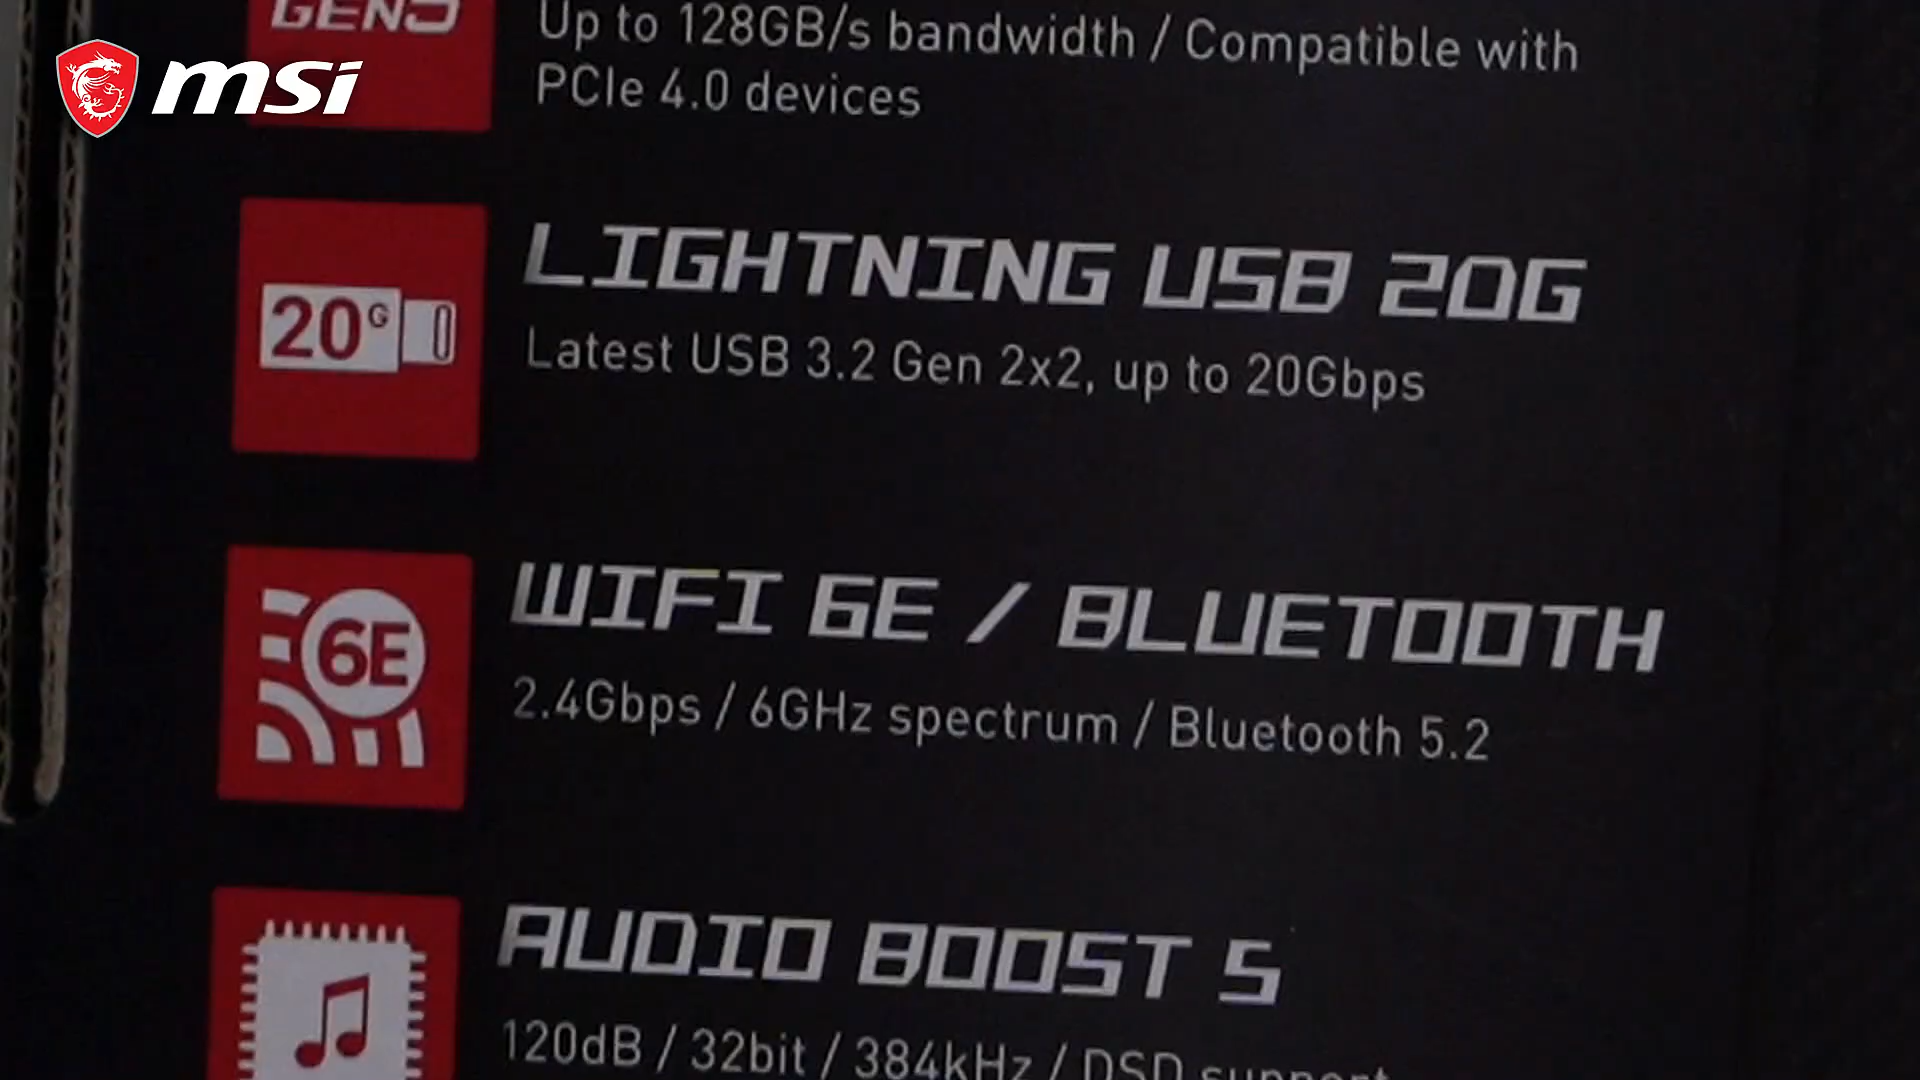 GEN5
msi
Up to 128GB/s bandwidth / Compatible with
PCIe 4.0 devices
20G
LIGHTNING USB 20G
Latest USB 3.2 Gen 2x2, up to 20Gbps
6E
WIFI 6E / BLUETOOTH
2.4Gbps / 6GHz spectrum / Bluetooth 5.2
AUDIO BOOST 5
120dB / 32bit / 384kHz / DSD support